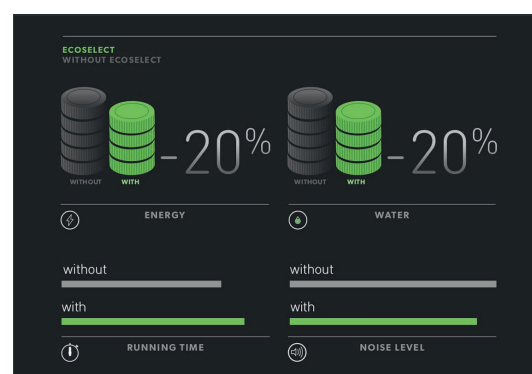 ECOSELECT
WITHOUT ECOSELECT
-20%
WITHOUT WITH
ENERGY
-20%
WITHOUT WITH
WATER
without
with
RUNNING TIME
without
with
NOISE LEVEL